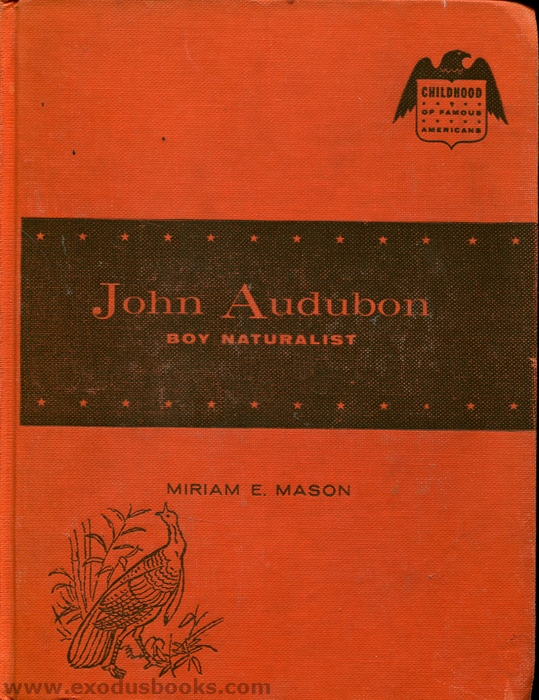 CHILDHOOD
OF FAMOUS
AMERICANS
John Audubon
BOY NATURALIST
MIRIAM E. MASON
www.exodusbooks.com